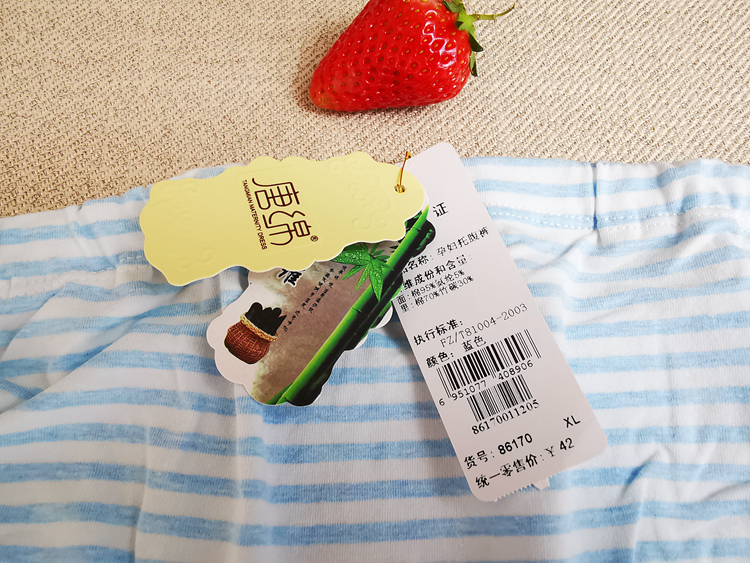 唐绵®
TANGMIAN MATERNITY DRESS
证
品名称：孕妇托腹裤
维成份和含量：
面：棉95%氨纶5%
里：棉70%竹碳30%
执行标准：
FZ/T81004-2003
颜色：蓝色
6 951077 408906
86170011205
货号：86170 XL
统一零售价：￥42